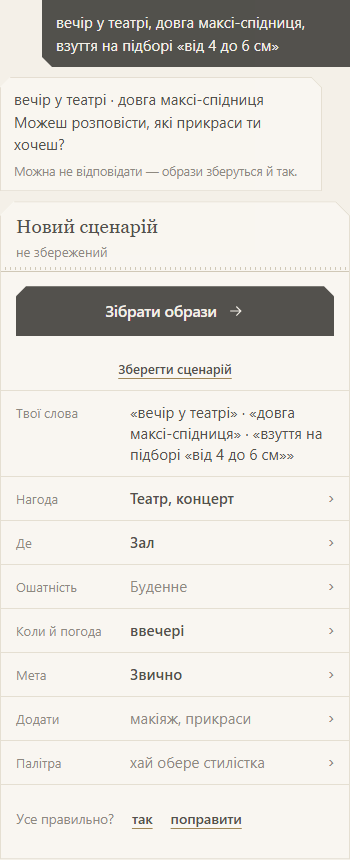 вечір у театрі, довга максі-спідниця,
взуття на підборі «від 4 до 6 см»
вечір у театрі · довга максі-спідниця
Можеш розповісти, які прикраси ти
хочеш?
Можна не відповідати — образи зберуться й так.
Новий сценарій
не збережений
Зібрати образи →
Зберегти сценарій
Твої слова «вечір у театрі» · «довга
максі-спідниця» · «взуття на
підборі «від 4 до 6 см»»
Нагода Театр, концерт ›
Де Зал ›
Ошатність Буденне ›
Коли й погода ввечері ›
Мета Звично ›
Додати макіяж, прикраси ›
Палітра хай обере стилістка ›
Усе правильно? так поправити